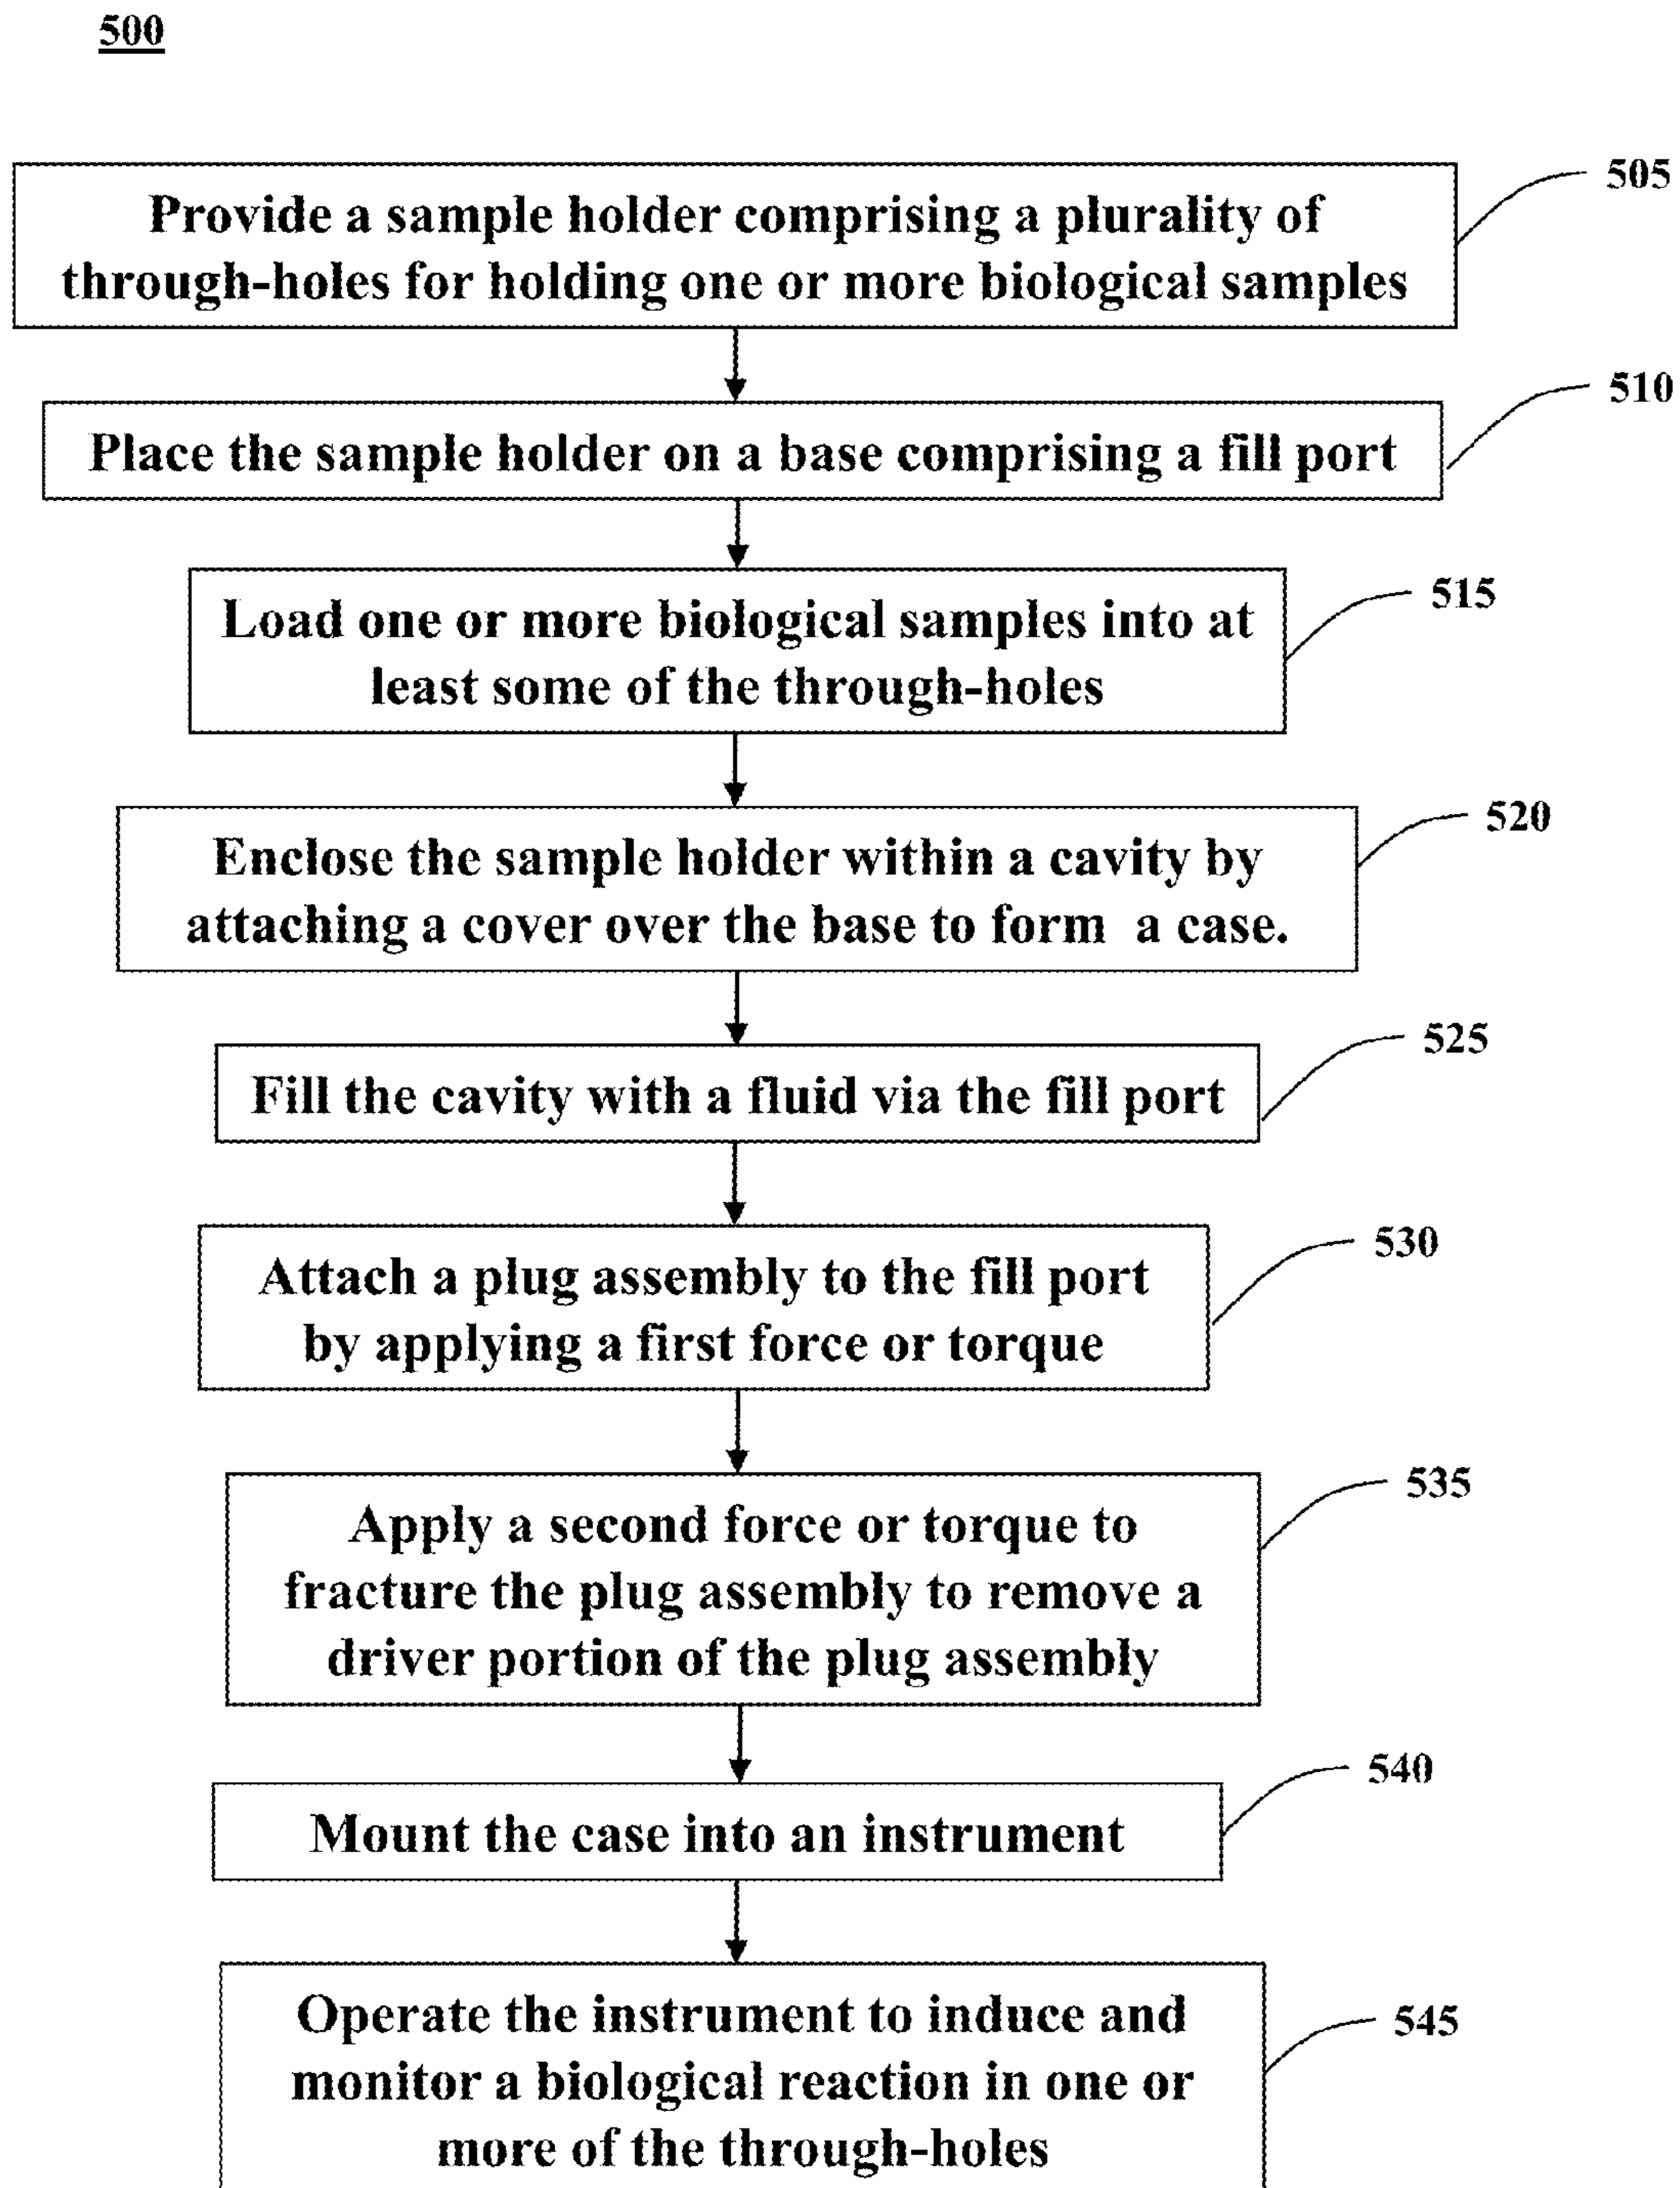 500
505
Provide a sample holder comprising a plurality of
through-holes for holding one or more biological samples
510
Place the sample holder on a base comprising a fill port
515
Load one or more biological samples into at
least some of the through-holes
520
Enclose the sample holder within a cavity by
attaching a cover over the base to form a case.
525
Fill the cavity with a fluid via the fill port
530
Attach a plug assembly to the fill port
by applying a first force or torque
535
Apply a second force or torque to
fracture the plug assembly to remove a
driver portion of the plug assembly
540
Mount the case into an instrument
545
Operate the instrument to induce and
monitor a biological reaction in one or
more of the through-holes